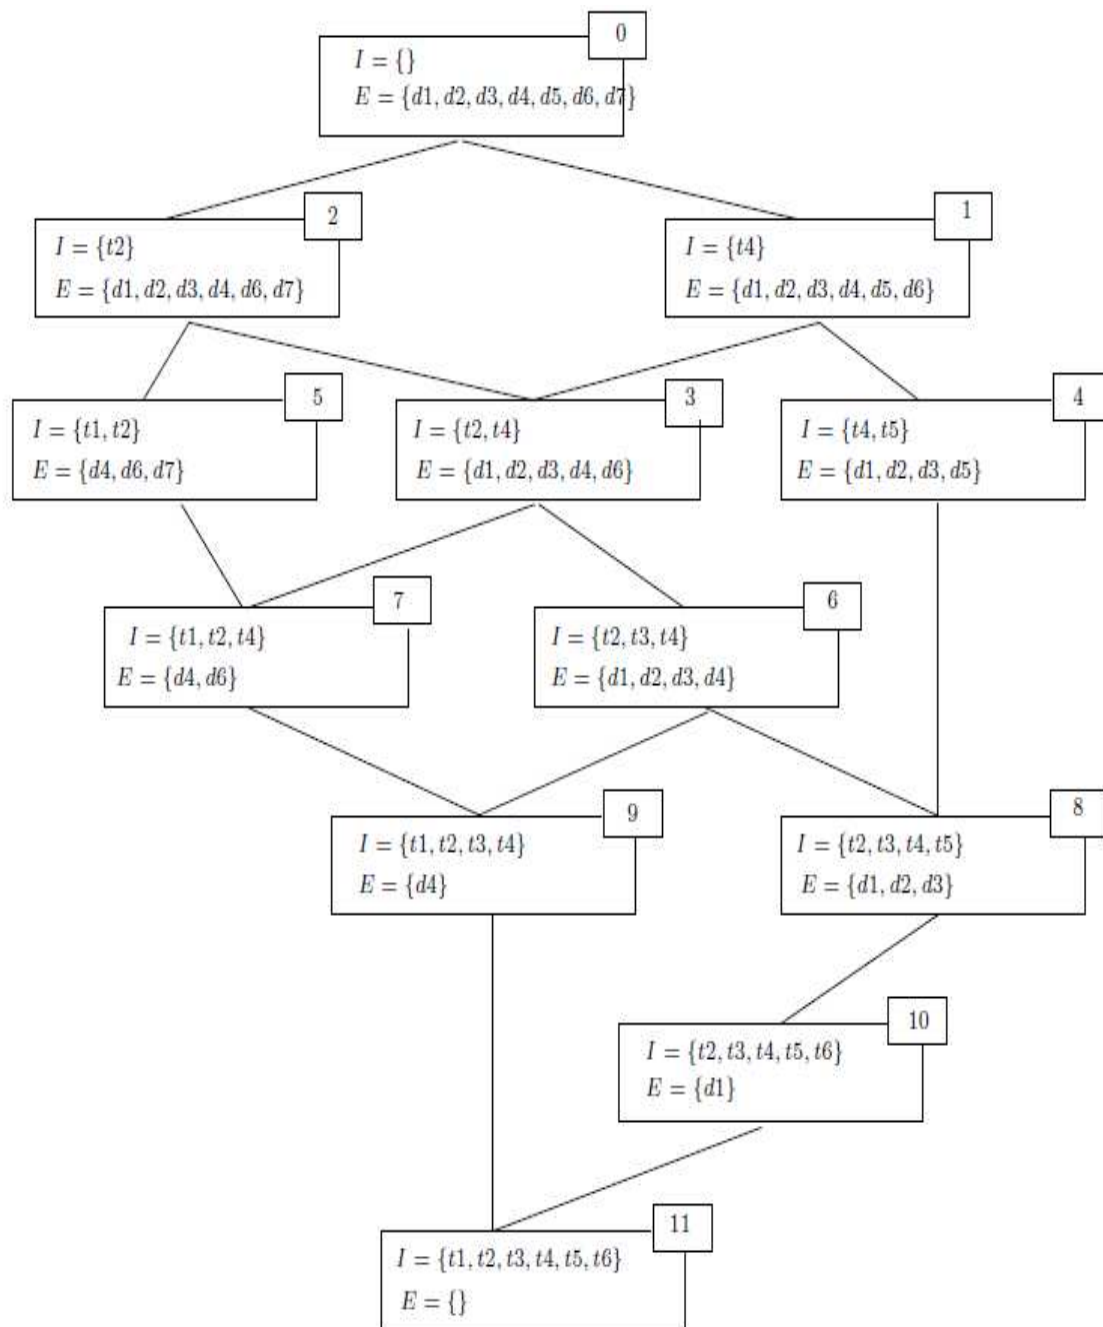 0
I = {}
E = {d1, d2, d3, d4, d5, d6, d7}
2
I = {t2}
E = {d1, d2, d3, d4, d6, d7}
1
I = {t4}
E = {d1, d2, d3, d4, d5, d6}
5
I = {t1, t2}
E = {d4, d6, d7}
3
I = {t2, t4}
E = {d1, d2, d3, d4, d6}
4
I = {t4, t5}
E = {d1, d2, d3, d5}
7
I = {t1, t2, t4}
E = {d4, d6}
6
I = {t2, t3, t4}
E = {d1, d2, d3, d4}
9
I = {t1, t2, t3, t4}
E = {d4}
8
I = {t2, t3, t4, t5}
E = {d1, d2, d3}
10
I = {t2, t3, t4, t5, t6}
E = {d1}
11
I = {t1, t2, t3, t4, t5, t6}
E = {}